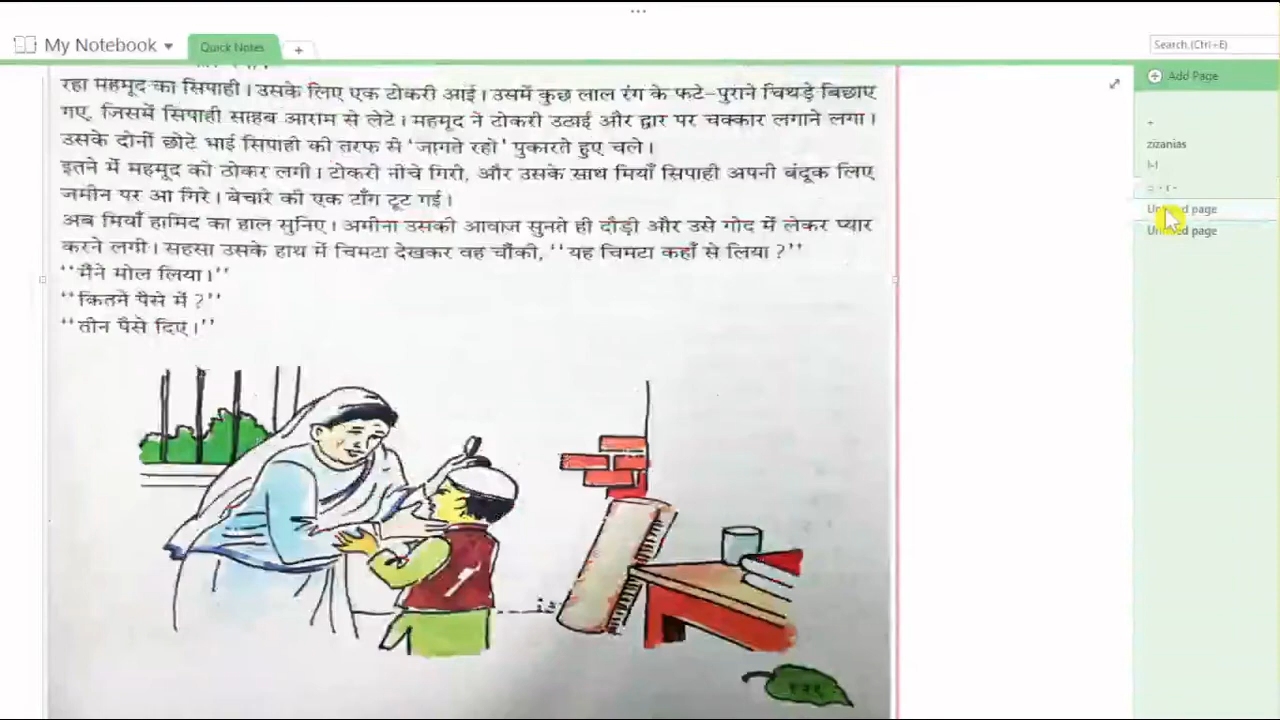 My Notebook
Quick Notes
+
Search (Ctrl+E)
Add Page
रहा महमूद का सिपाही। उसके लिए एक टोकरी आई। उसमें कुछ लाल रंग के फटे-पुराने चिथड़े बिछाए
गए, जिसमें सिपाही साहब आराम से लेटे। महमूद ने टोकरी उठाई और द्वार पर चक्कार लगाने लगा।
उसके दोनों छोटे भाई सिपाही की तरफ से 'जागते रहो' पुकारते हुए चले।
इतने में महमूद को ठोकर लगी। टोकरी नीचे गिरी, और उसके साथ मियाँ सिपाही अपनी बंदूक लिए
जमीन पर आ गिरे। बेचारे की एक टाँग टूट गई।
अब मियाँ हामिद का हाल सुनिए। अमीना उसकी आवाज सुनते ही दौड़ी और उसे गोद में लेकर प्यार
करने लगी। सहसा उसके हाथ में चिमटा देखकर वह चौंकी, ‘‘यह चिमटा कहाँ से लिया ?’’
‘‘मैंने मोल लिया।’’
‘‘कितने पैसे में ?’’
‘‘तीन पैसे दिए।’’
१२९
zizanias
Untitled page
Untitled page